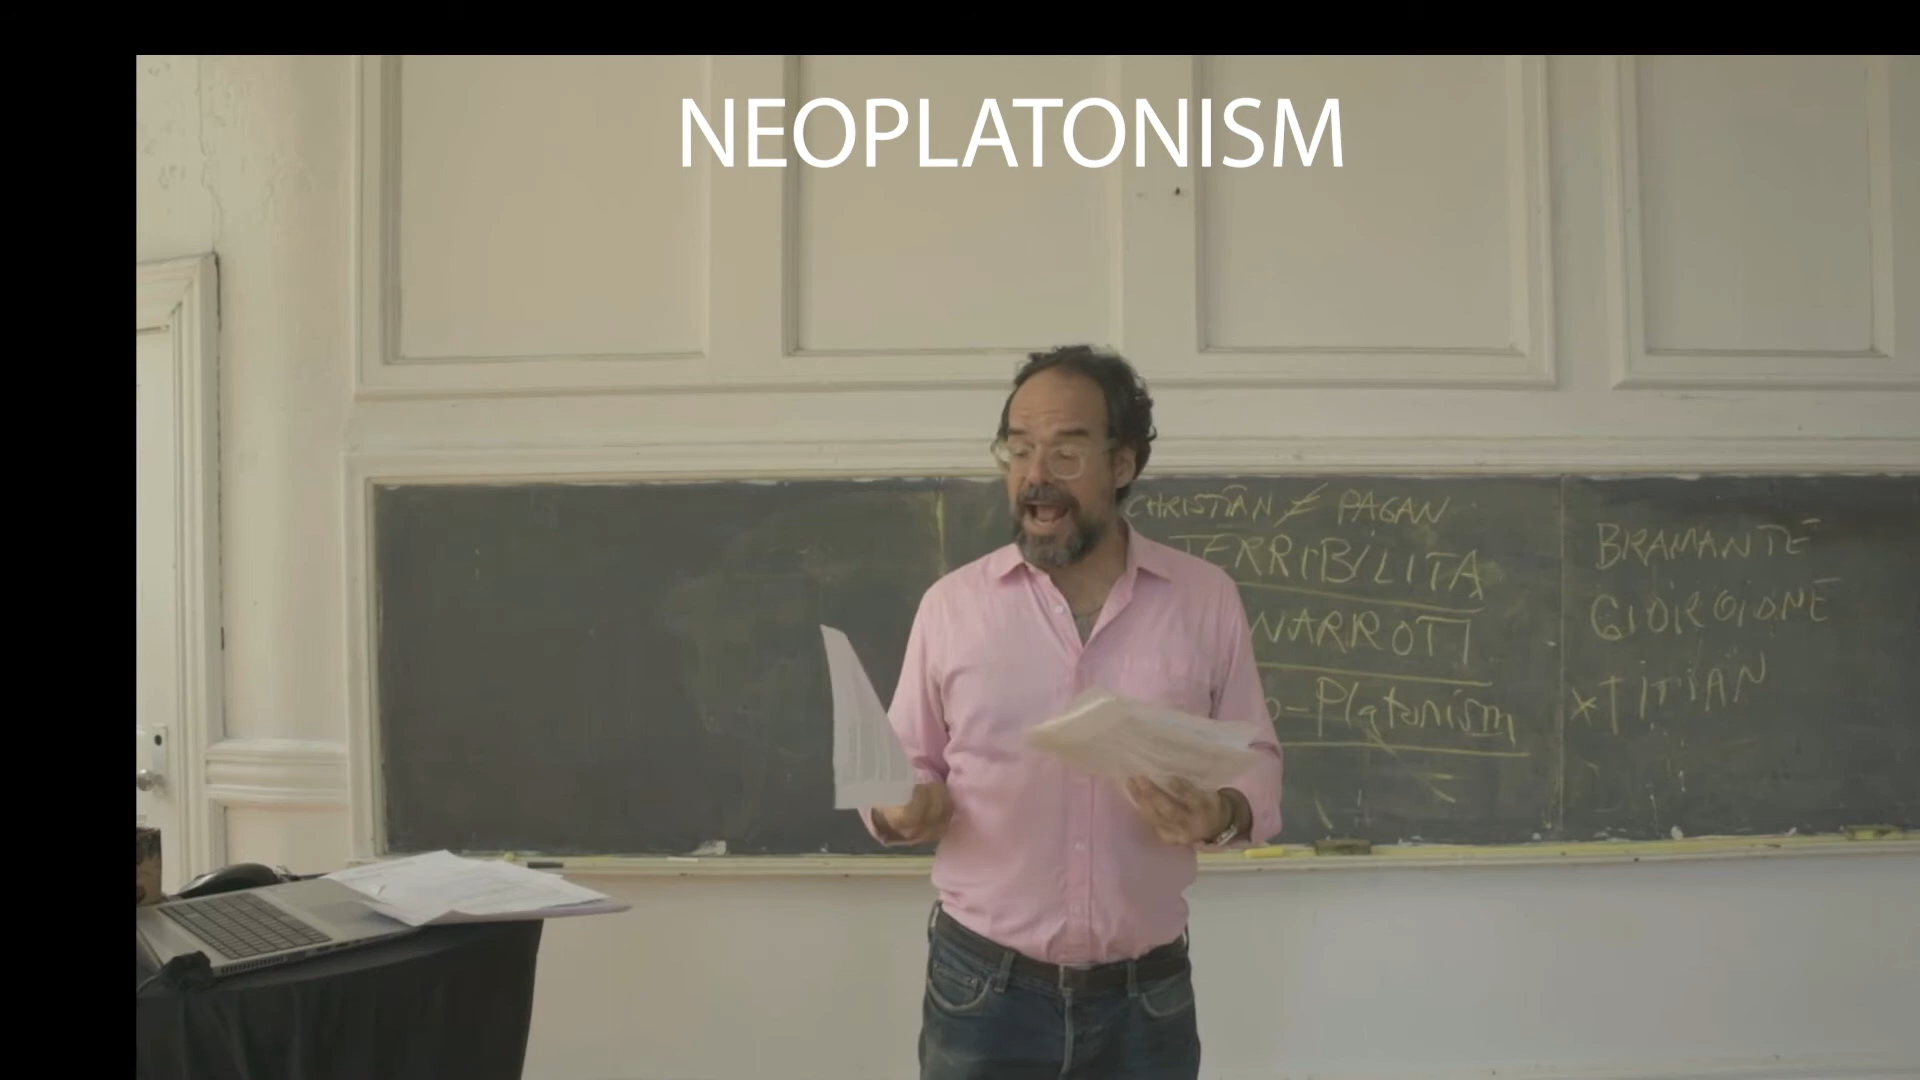 NEOPLATONISM
CHRISTIAN ≠ PAGAN
TERRIBILITA
NARROTI
o-Platonism
BRAMANTE
GIORGIONE
x TITIAN